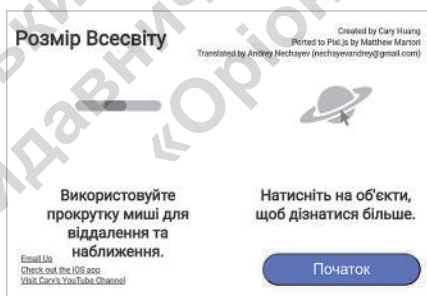 Розмір Всесвіту
Created by Cary Huang
Ported to Pixi.js by Matthew Martori
Translated by Andrey Nechayev (nechayevandrey@gmail.com)
Використовуйте
прокрутку миші для
віддалення та
наближення.
Натисніть на об'єкти,
щоб дізнатися більше.
Email Us
Check out the iOS app
Visit Cary's YouTube Channel
Початок
«Оріон